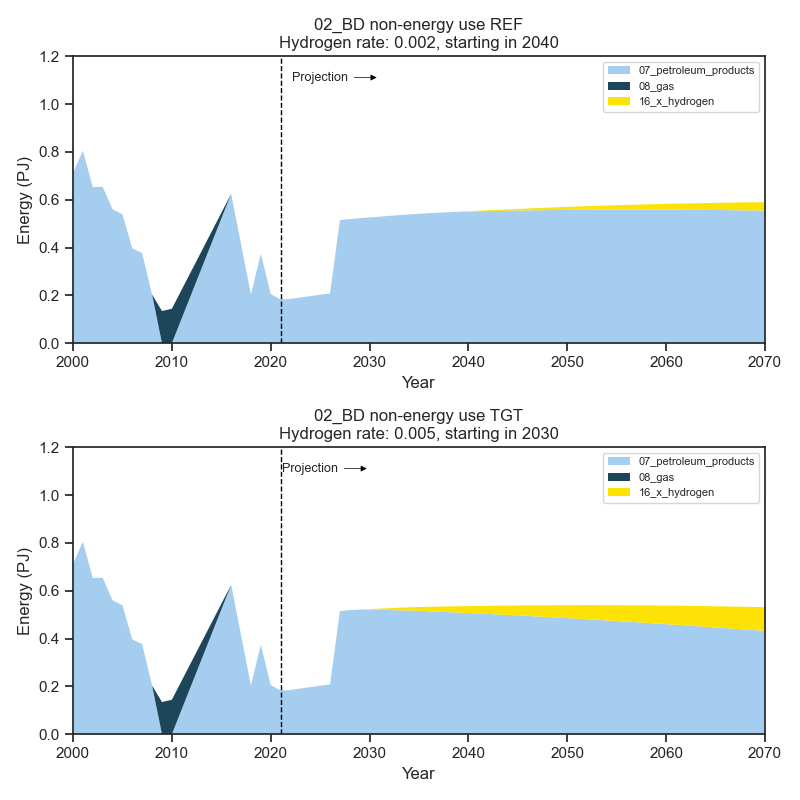 02_BD non-energy use REF
Hydrogen rate: 0.002, starting in 2040
1.2
1.0
0.8
0.6
0.4
0.2
0.0
Energy (PJ)
Projection
07_petroleum_products
08_gas
16_x_hydrogen
2000 2010 2020 2030 2040 2050 2060 2070
Year
02_BD non-energy use TGT
Hydrogen rate: 0.005, starting in 2030
1.2
1.0
0.8
0.6
0.4
0.2
0.0
Energy (PJ)
Projection
07_petroleum_products
08_gas
16_x_hydrogen
2000 2010 2020 2030 2040 2050 2060 2070
Year